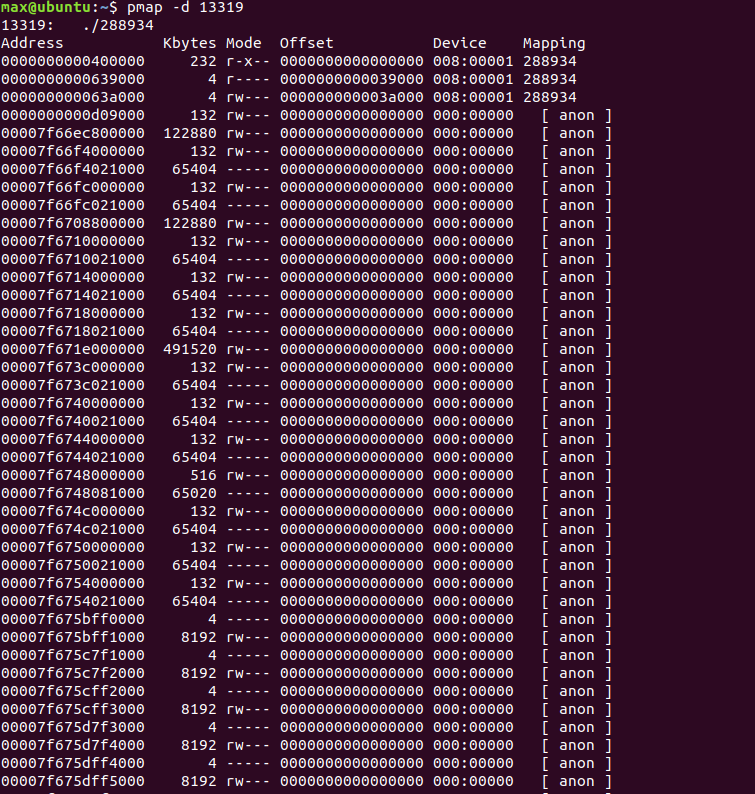 max@ubuntu:~$ pmap -d 13319
13319:   ./288934
Address           Kbytes Mode  Offset           Device    Mapping
0000000000400000     232 r-x-- 0000000000000000 008:00001 288934
0000000000639000       4 r---- 0000000000039000 008:00001 288934
000000000063a000       4 rw--- 000000000003a000 008:00001 288934
0000000000d09000     132 rw--- 0000000000000000 000:00000   [ anon ]
00007f66ec800000  122880 rw--- 0000000000000000 000:00000   [ anon ]
00007f66f4000000     132 rw--- 0000000000000000 000:00000   [ anon ]
00007f66f4021000   65404 ----- 0000000000000000 000:00000   [ anon ]
00007f66fc000000     132 rw--- 0000000000000000 000:00000   [ anon ]
00007f66fc021000   65404 ----- 0000000000000000 000:00000   [ anon ]
00007f6708800000  122880 rw--- 0000000000000000 000:00000   [ anon ]
00007f6710000000     132 rw--- 0000000000000000 000:00000   [ anon ]
00007f6710021000   65404 ----- 0000000000000000 000:00000   [ anon ]
00007f6714000000     132 rw--- 0000000000000000 000:00000   [ anon ]
00007f6714021000   65404 ----- 0000000000000000 000:00000   [ anon ]
00007f6718000000     132 rw--- 0000000000000000 000:00000   [ anon ]
00007f6718021000   65404 ----- 0000000000000000 000:00000   [ anon ]
00007f671e000000  491520 rw--- 0000000000000000 000:00000   [ anon ]
00007f673c000000     132 rw--- 0000000000000000 000:00000   [ anon ]
00007f673c021000   65404 ----- 0000000000000000 000:00000   [ anon ]
00007f6740000000     132 rw--- 0000000000000000 000:00000   [ anon ]
00007f6740021000   65404 ----- 0000000000000000 000:00000   [ anon ]
00007f6744000000     132 rw--- 0000000000000000 000:00000   [ anon ]
00007f6744021000   65404 ----- 0000000000000000 000:00000   [ anon ]
00007f6748000000     516 rw--- 0000000000000000 000:00000   [ anon ]
00007f6748081000   65020 ----- 0000000000000000 000:00000   [ anon ]
00007f674c000000     132 rw--- 0000000000000000 000:00000   [ anon ]
00007f674c021000   65404 ----- 0000000000000000 000:00000   [ anon ]
00007f6750000000     132 rw--- 0000000000000000 000:00000   [ anon ]
00007f6750021000   65404 ----- 0000000000000000 000:00000   [ anon ]
00007f6754000000     132 rw--- 0000000000000000 000:00000   [ anon ]
00007f6754021000   65404 ----- 0000000000000000 000:00000   [ anon ]
00007f675bff0000       4 ----- 0000000000000000 000:00000   [ anon ]
00007f675bff1000    8192 rw--- 0000000000000000 000:00000   [ anon ]
00007f675c7f1000       4 ----- 0000000000000000 000:00000   [ anon ]
00007f675c7f2000    8192 rw--- 0000000000000000 000:00000   [ anon ]
00007f675cff2000       4 ----- 0000000000000000 000:00000   [ anon ]
00007f675cff3000    8192 rw--- 0000000000000000 000:00000   [ anon ]
00007f675d7f3000       4 ----- 0000000000000000 000:00000   [ anon ]
00007f675d7f4000    8192 rw--- 0000000000000000 000:00000   [ anon ]
00007f675dff4000       4 ----- 0000000000000000 000:00000   [ anon ]
00007f675dff5000    8192 rw--- 0000000000000000 000:00000   [ anon ]